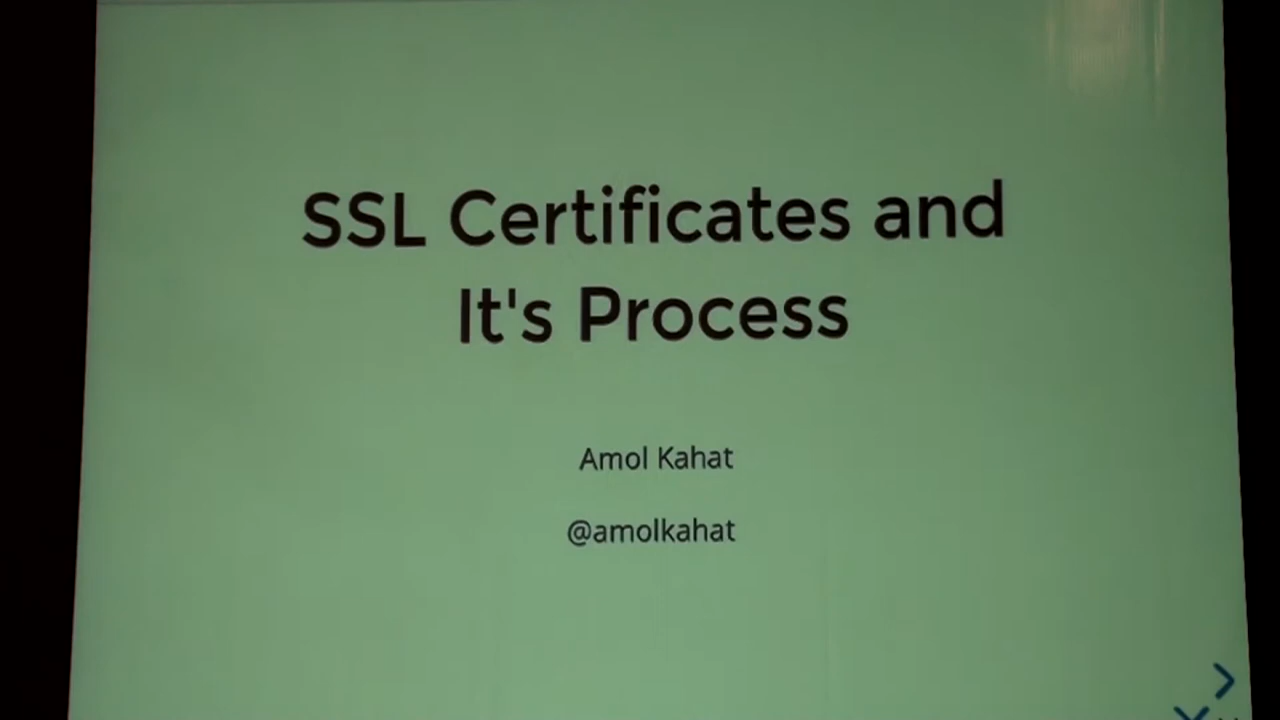 SSL Certificates and
It's Process
Amol Kahat
@amolkahat